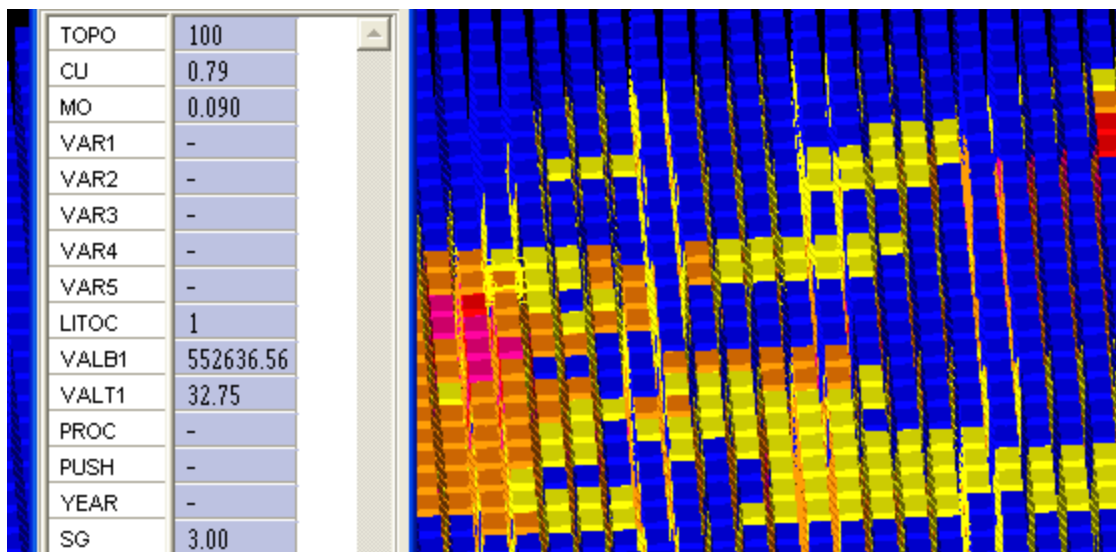 TOPO 100
CU 0.79
MO 0.090
VAR1 -
VAR2 -
VAR3 -
VAR4 -
VAR5 -
LITOC 1
VALB1 552636.56
VALT1 32.75
PROC -
PUSH -
YEAR -
SG 3.00